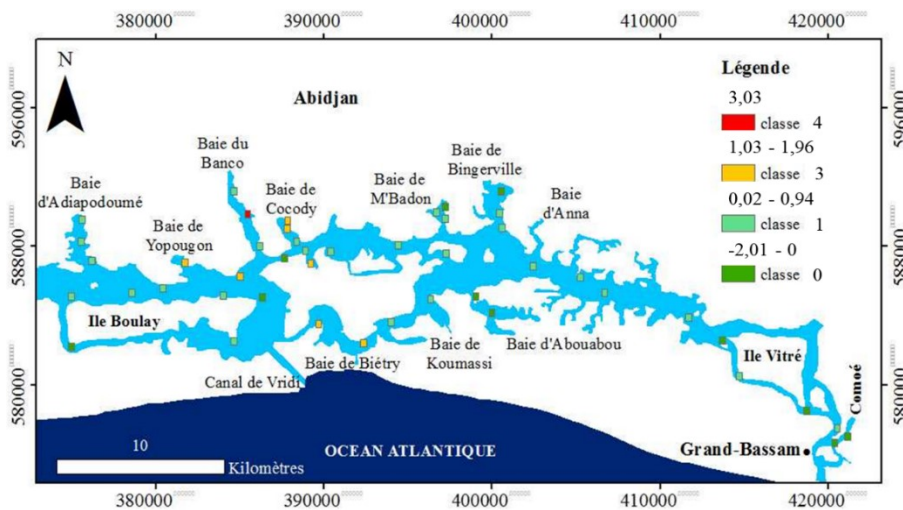 380000 390000 400000 410000 420000
N
Abidjan
Légende
3,03
classe 4
1,03 - 1,96
classe 3
0,02 - 0,94
classe 1
-2,01 - 0
classe 0
596000
596000
Baie du
Banco
Baie de
Bingerville
Baie
d'Adiapodoumé
Baie de
Cocody
Baie de
M'Badon
Baie
d'Anna
Baie de
Yopougon
588000
588000
Ile Boulay
Baie de
Koumassi
Baie d'Abouabou
Ile Vitré
Baie de Biétry
Canal de Vridi
580000
580000
Comoé
10
Kilomètres
OCEAN ATLANTIQUE
Grand-Bassam
380000 390000 400000 410000 420000